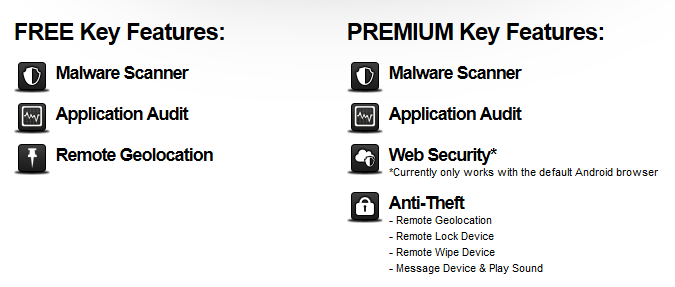 FREE Key Features:
Malware Scanner
Application Audit
Remote Geolocation
PREMIUM Key Features:
Malware Scanner
Application Audit
Web Security*
*Currently only works with the default Android browser
Anti-Theft
- Remote Geolocation
- Remote Lock Device
- Remote Wipe Device
- Message Device & Play Sound